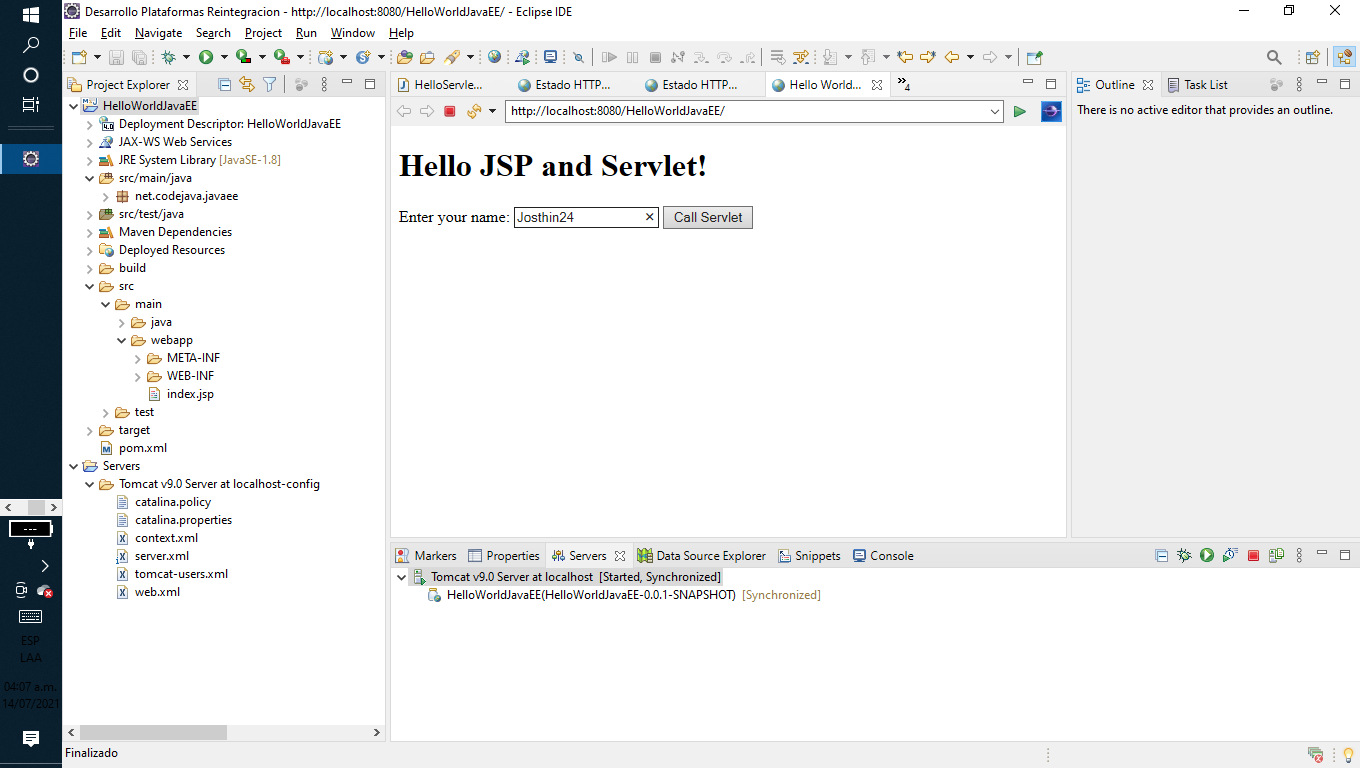 Desarrollo Plataformas Reintegracion - http://localhost:8080/HelloWorldJavaEE/ - Eclipse IDE
File Edit Navigate Search Project Run Window Help
Project Explorer
HelloWorldJavaEE
Deployment Descriptor: HelloWorldJavaEE
JAX-WS Web Services
JRE System Library [JavaSE-1.8]
src/main/java
net.codejava.javaee
src/test/java
Maven Dependencies
Deployed Resources
build
src
main
java
webapp
META-INF
WEB-INF
index.jsp
test
target
pom.xml
Servers
Tomcat v9.0 Server at localhost-config
catalina.policy
catalina.properties
context.xml
server.xml
tomcat-users.xml
web.xml
HelloServle... Estado HTTP... Estado HTTP... Hello World... »4
http://localhost:8080/HelloWorldJavaEE/
Hello JSP and Servlet!
Enter your name: Josthin24 Call Servlet
Outline Task List
There is no active editor that provides an outline.
Markers Properties Servers Data Source Explorer Snippets Console
Tomcat v9.0 Server at localhost [Started, Synchronized]
HelloWorldJavaEE(HelloWorldJavaEE-0.0.1-SNAPSHOT) [Synchronized]
ESP
LAA
04:07 a.m.
14/07/2021
Finalizado